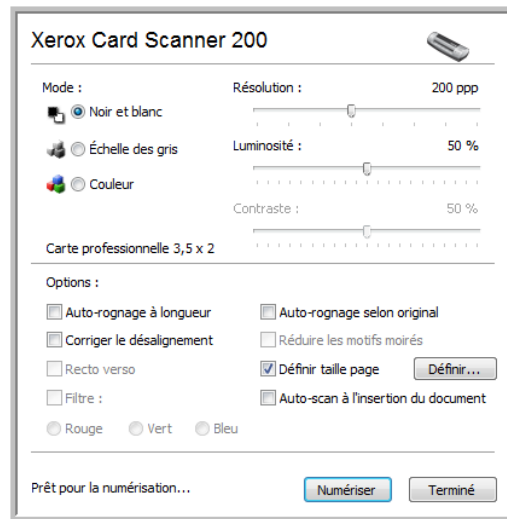 Xerox Card Scanner 200
Mode :
Résolution :
200 ppp
Noir et blanc
Échelle des gris
Luminosité :
50 %
Couleur
Contraste :
50 %
Carte professionnelle 3,5 x 2
Options :
Auto-rognage à longueur
Auto-rognage selon original
Corriger le désalignement
Réduire les motifs moirés
Recto verso
Définir taille page
Définir...
Filtre :
Auto-scan à l'insertion du document
Rouge
Vert
Bleu
Prêt pour la numérisation...
Numériser
Terminé